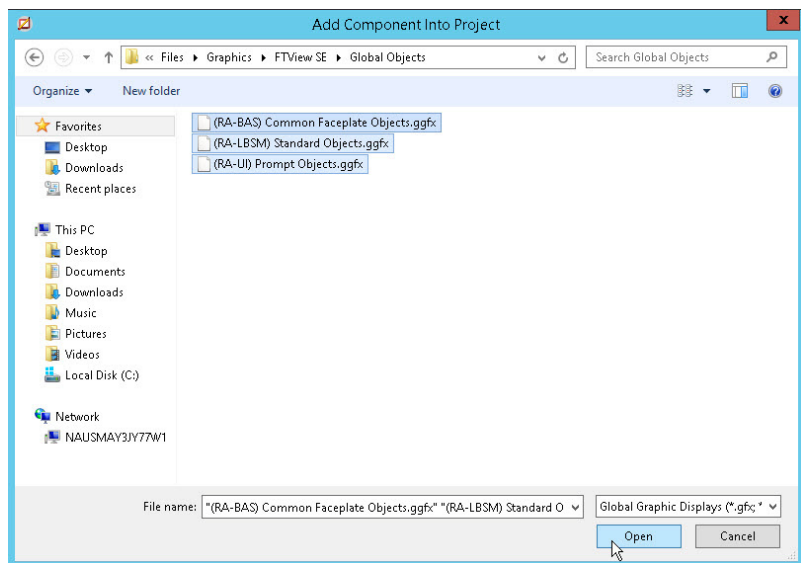 Add Component Into Project
x
« Files ▸ Graphics ▸ FTView SE ▸ Global Objects
Search Global Objects
Organize ▾ New folder
Favorites
Desktop
Downloads
Recent places
This PC
Desktop
Documents
Downloads
Music
Pictures
Videos
Local Disk (C:)
Network
NAUSMAY3JY77W1
(RA-BAS) Common Faceplate Objects.ggfx
(RA-LBSM) Standard Objects.ggfx
(RA-UI) Prompt Objects.ggfx
File name: "(RA-BAS) Common Faceplate Objects.ggfx" "(RA-LBSM) Standard O
Global Graphic Displays (*.gfx; *
Open Cancel